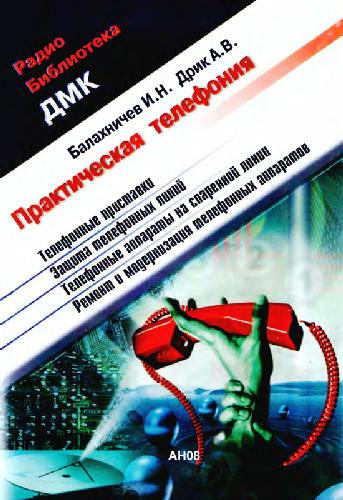 Радио
Библиотека
ДМК
Балахничев И.Н. Дрик А.В.
Практическая телефония
Телефонные приставки
Защита телефонных линий
Телефонные аппараты на спаренной линии
Ремонт и модернизация телефонных аппаратов
2
АН08